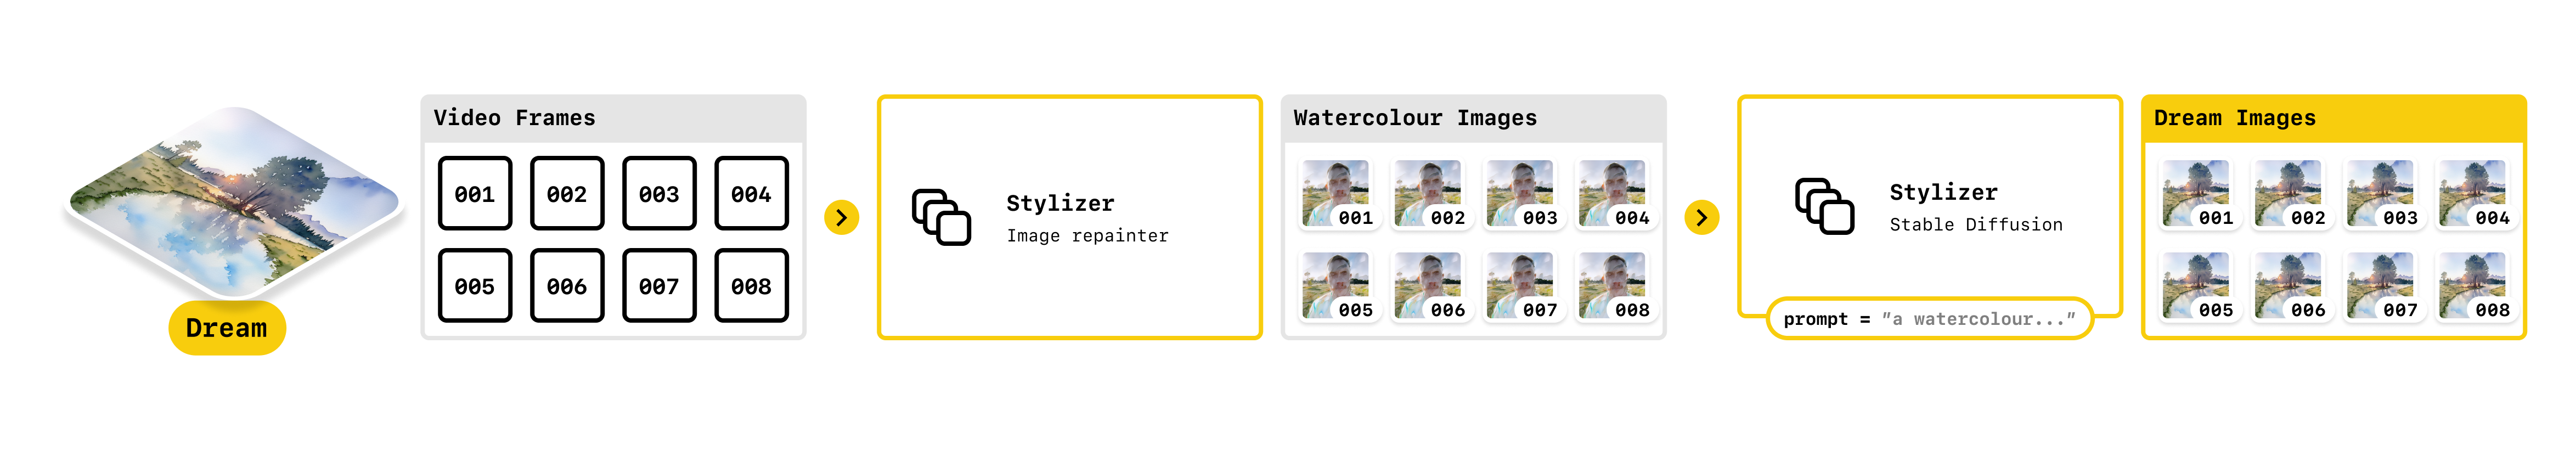 Dream
Video Frames
001 002 003 004
005 006 007 008
Stylizer
Image repainter
Watercolour Images
001 002 003 004
005 006 007 008
Stylizer
Stable Diffusion
prompt = "a watercolour..."
Dream Images
001 002 003 004
005 006 007 008